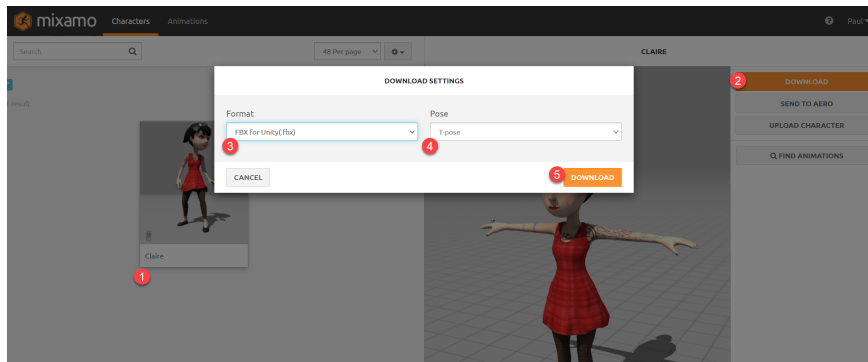 mixamo Characters Animations Paul
Search 48 Per page CLAIRE
DOWNLOAD SETTINGS
2 DOWNLOAD
SEND TO AERO
Format Pose
UPLOAD CHARACTER
FBX for Unity(.fbx) T-pose
3 4
FIND ANIMATIONS
CANCEL 5 DOWNLOAD
Claire
1